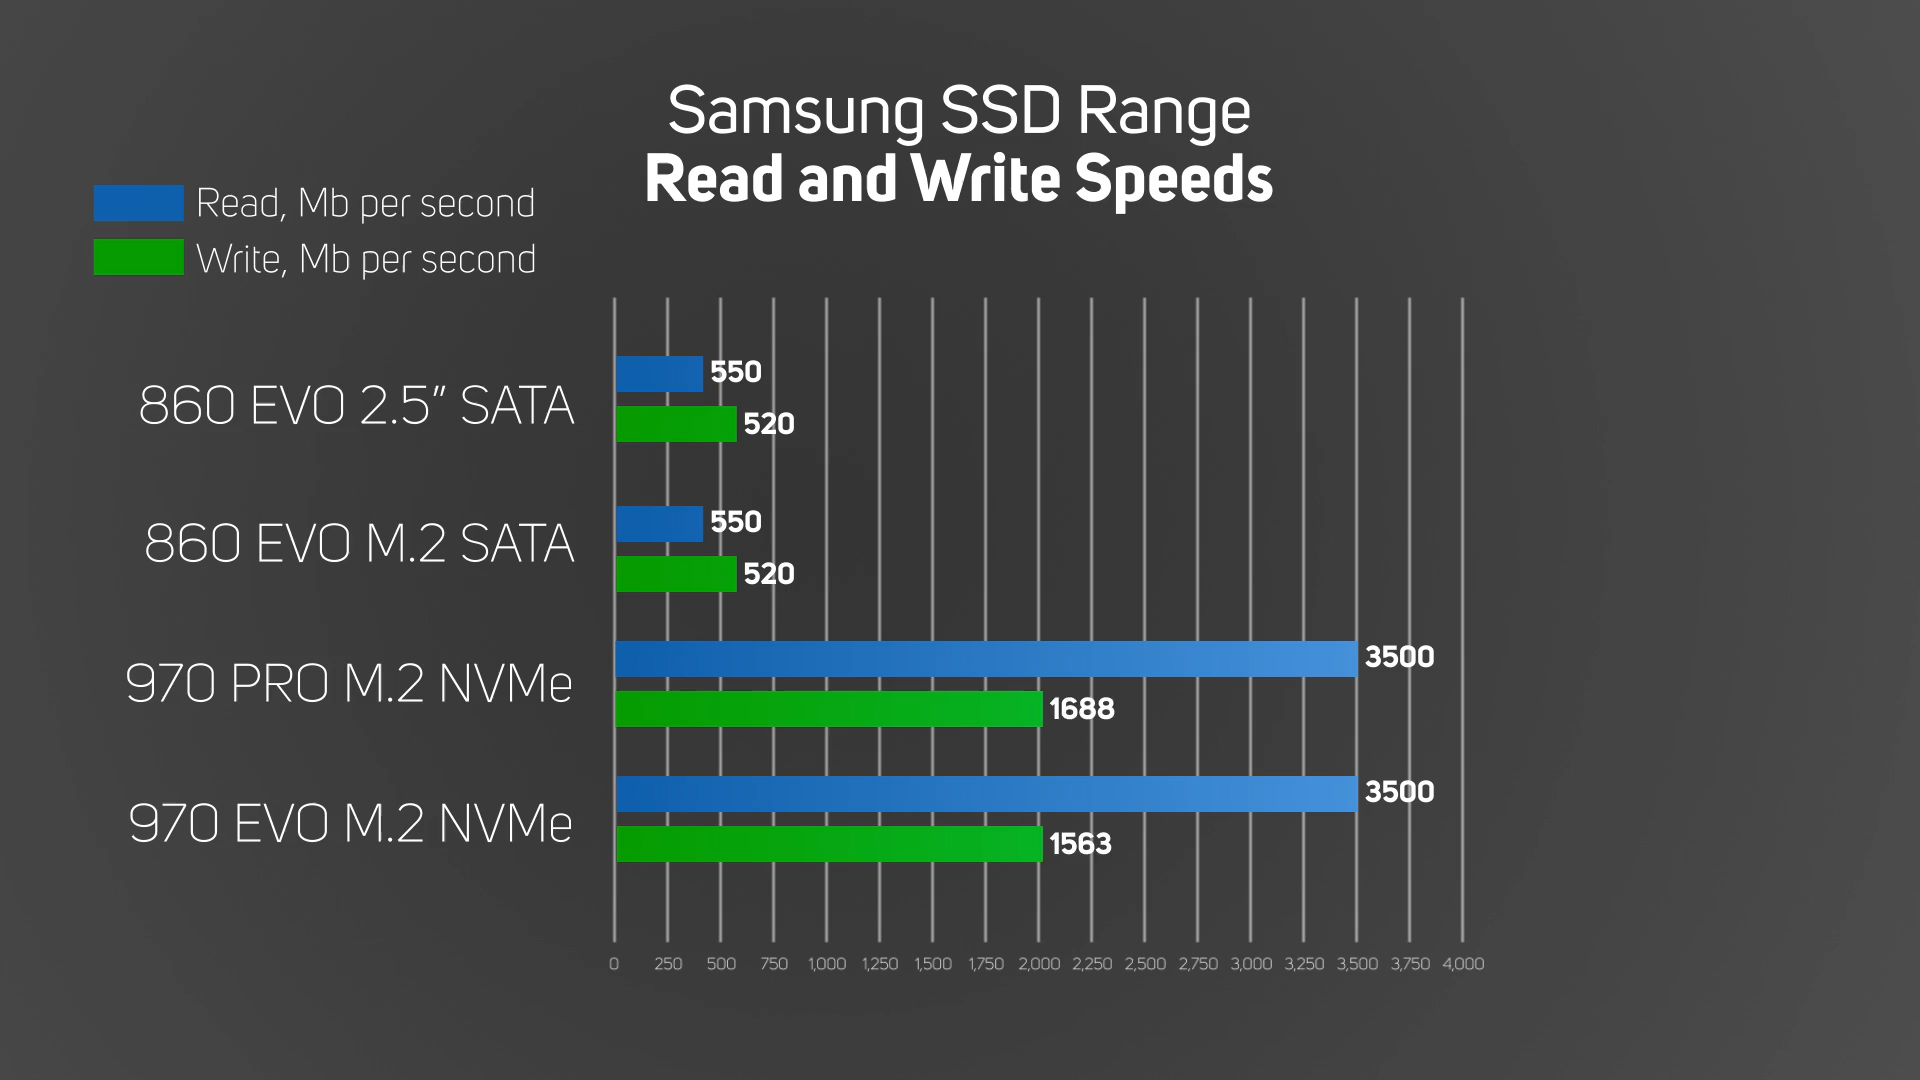 Samsung SSD Range
Read and Write Speeds
Read, Mb per second
Write, Mb per second
860 EVO 2.5” SATA
550
520
860 EVO M.2 SATA
550
520
970 PRO M.2 NVMe
3500
1688
970 EVO M.2 NVMe
3500
1563
0 250 500 750 1,000 1,250 1,500 1,750 2,000 2,250 2,500 2,750 3,000 3,250 3,500 3,750 4,000